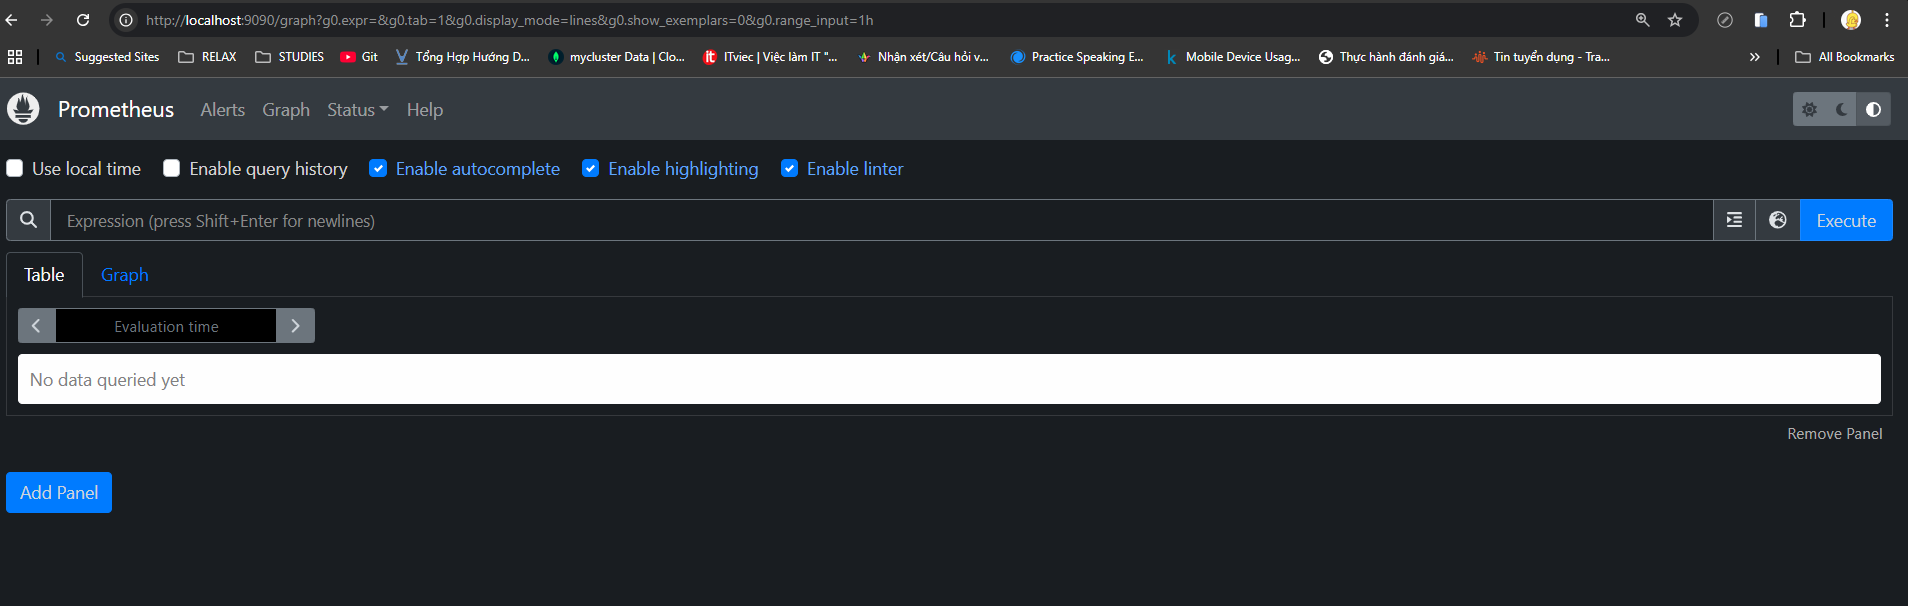 http://localhost:9090/graph?g0.expr=&g0.tab=1&g0.display_mode=lines&g0.show_exemplars=0&g0.range_input=1h
Suggested Sites RELAX STUDIES Git Tổng Hợp Hướng D... mycluster Data | Clo... ITviec | Việc làm IT "... Nhận xét/Câu hỏi v... Practice Speaking E... Mobile Device Usag... Thực hành đánh giá... Tin tuyển dụng - Tra... » All Bookmarks
Prometheus Alerts Graph Status Help
Use local time Enable query history Enable autocomplete Enable highlighting Enable linter
Expression (press Shift+Enter for newlines) Execute
Table Graph
Evaluation time
No data queried yet
Remove Panel
Add Panel